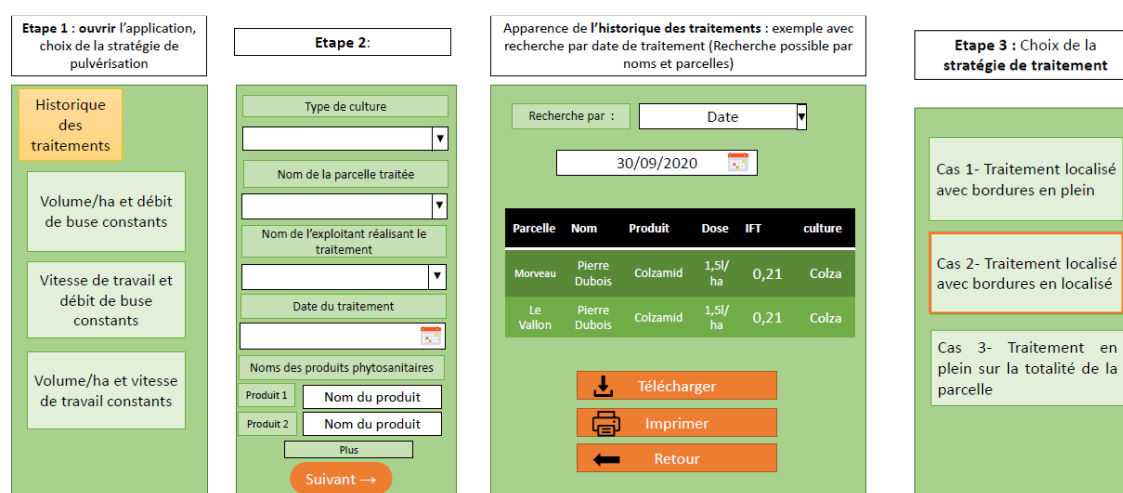 Etape 1 : ouvrir l'application,
choix de la stratégie de
pulvérisation
Historique
des
traitements
Volume/ha et débit
de buse constants
Vitesse de travail et
débit de buse
constants
Volume/ha et vitesse
de travail constants
Etape 2:
Type de culture
Nom de la parcelle traitée
Nom de l'exploitant réalisant le
traitement
Date du traitement
Noms des produits phytosanitaires
Produit 1 Nom du produit
Produit 2 Nom du produit
Plus
Suivant →
Apparence de l'historique des traitements : exemple avec
recherche par date de traitement (Recherche possible par
noms et parcelles)
Recherche par : Date
30/09/2020
Parcelle Nom Produit Dose IFT culture
Morveau Pierre Dubois Colzamid 1,5l/ha 0,21 Colza
Le Vallon Pierre Dubois Colzamid 1,5l/ha 0,21 Colza
Télécharger
Imprimer
Retour
Etape 3 : Choix de la
stratégie de traitement
Cas 1- Traitement localisé
avec bordures en plein
Cas 2- Traitement localisé
avec bordures en localisé
Cas 3- Traitement en
plein sur la totalité de la
parcelle